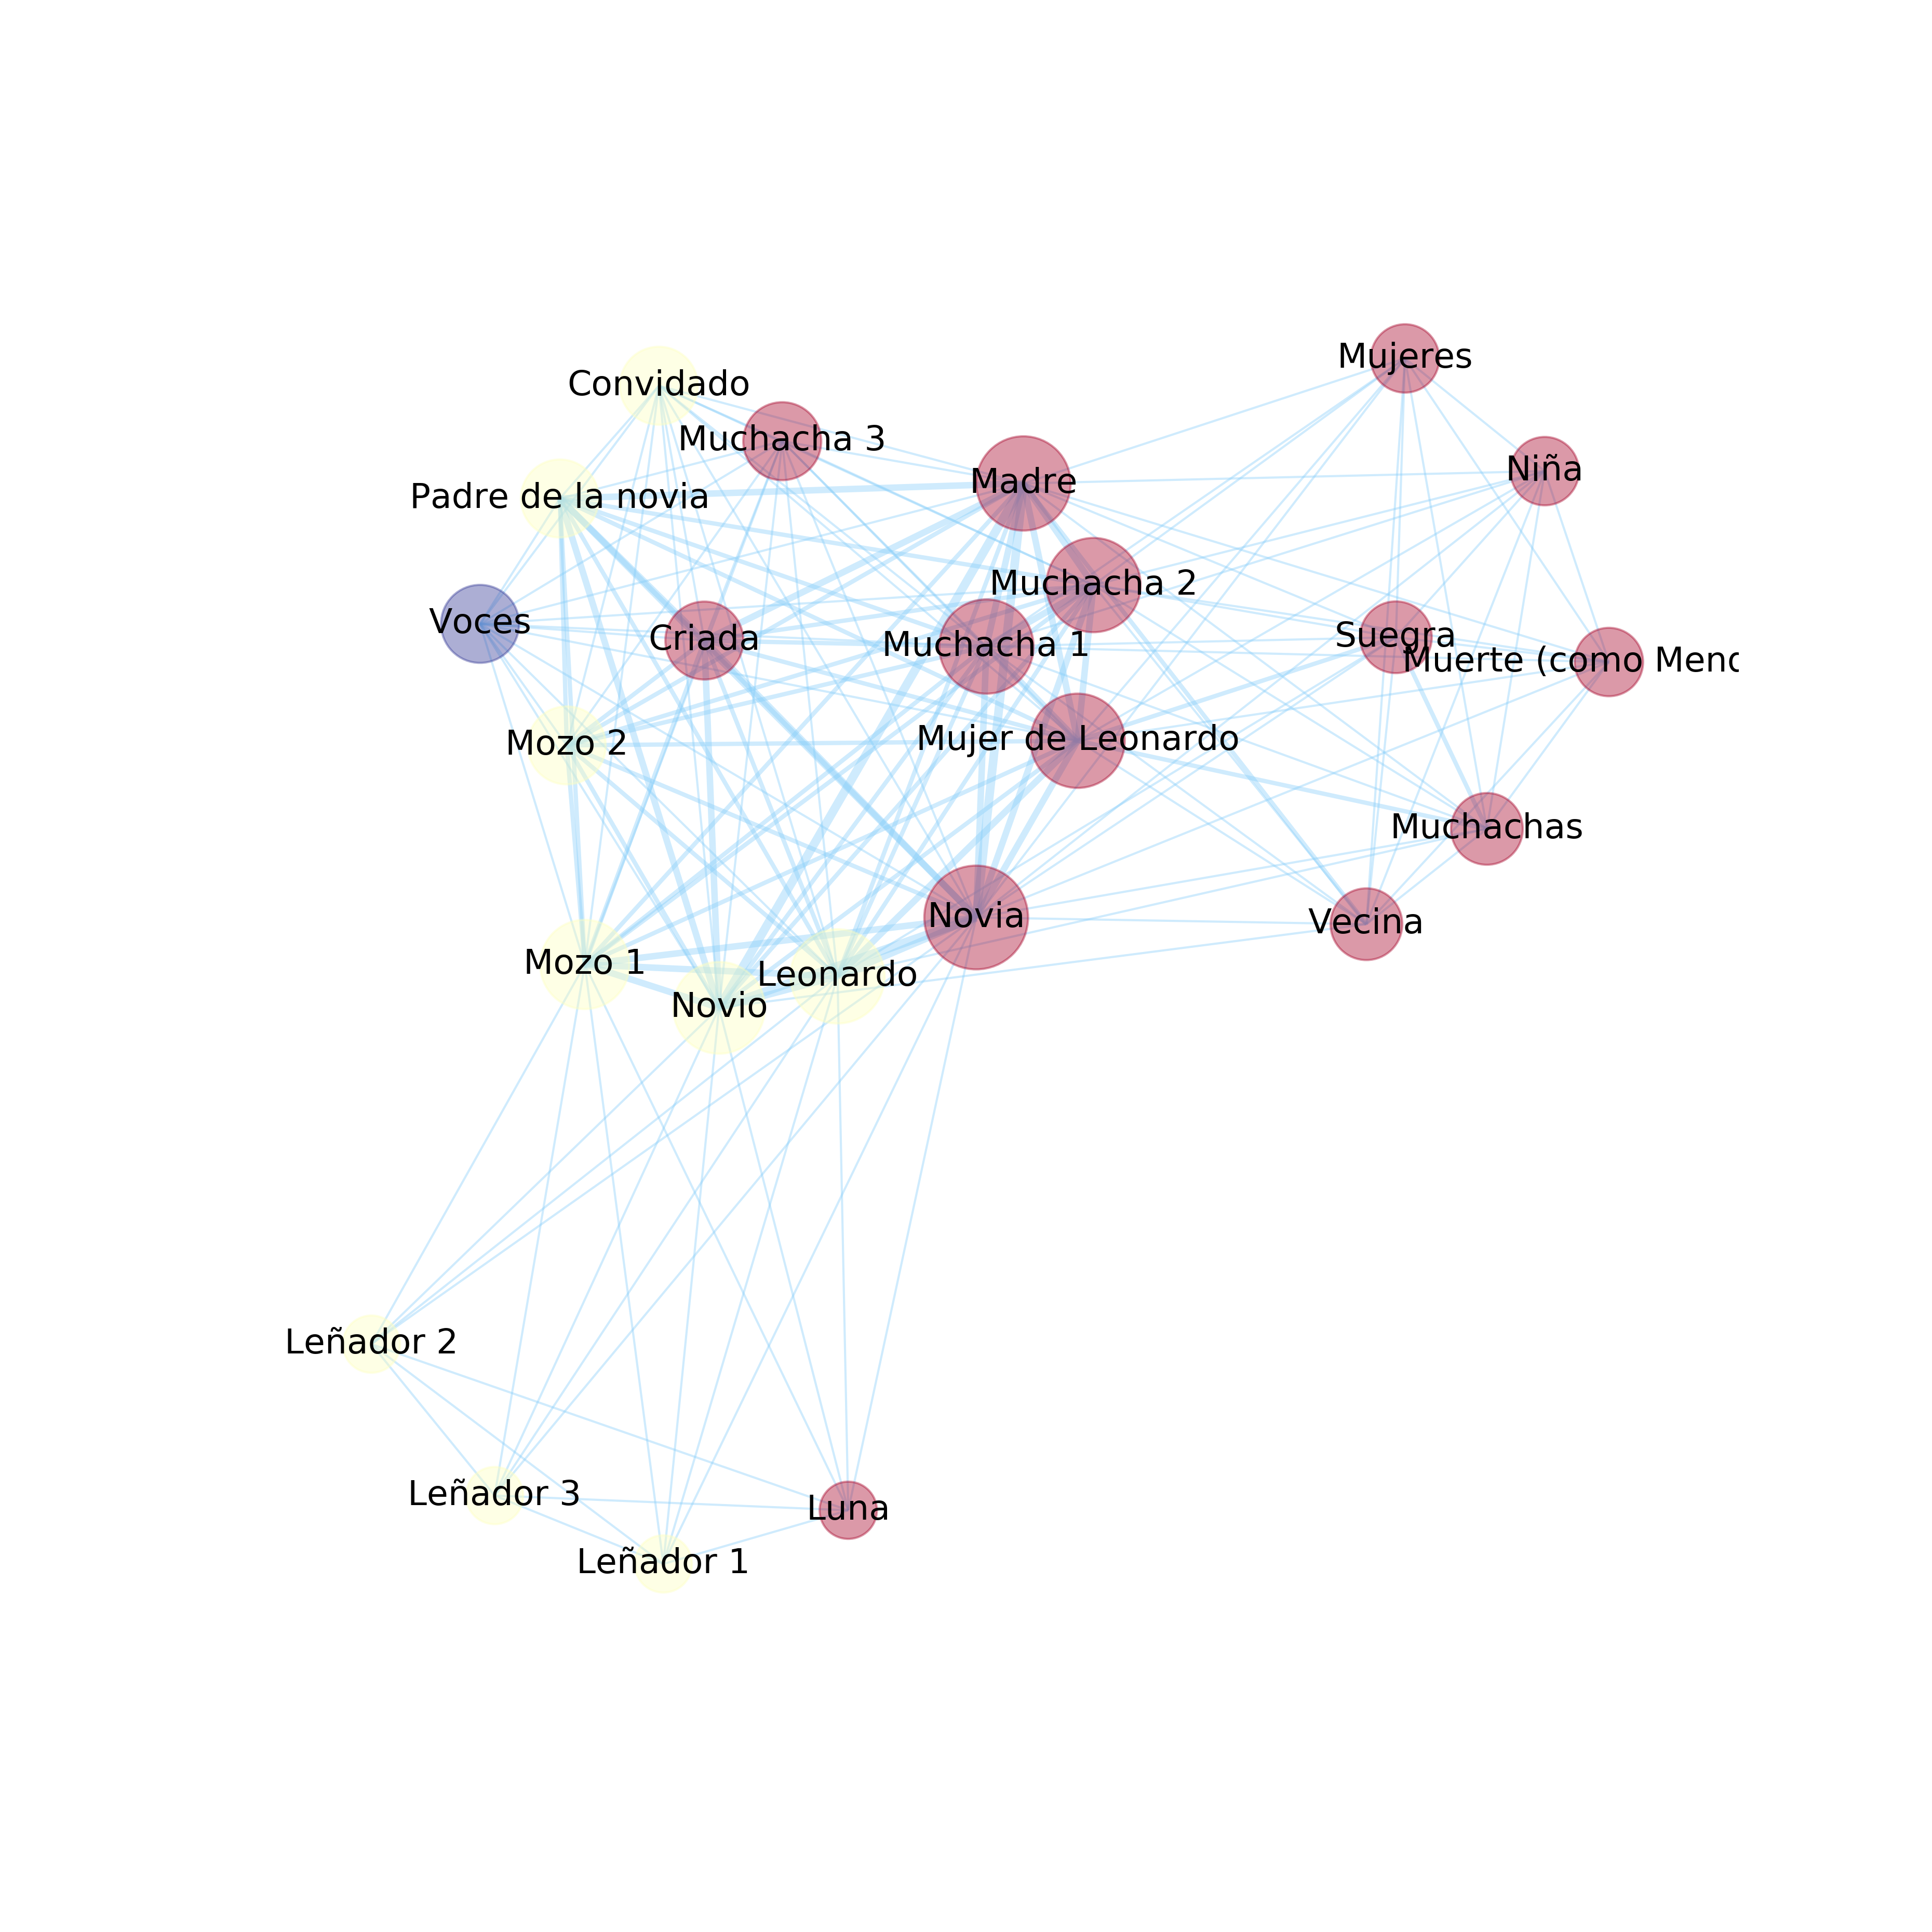 Mujeres
Convidado
Muchacha 3
Niña
Madre
Padre de la novia
Muchacha 2
Voces
Criada
Suegra
Muchacha 1
Muerte (como
Mujer de Leonardo
Mozo 2
Muchachas
Novia
Vecina
Mozo 1
Leonardo
Novio
Leñador 2
Leñador 3
Luna
Leñador 1